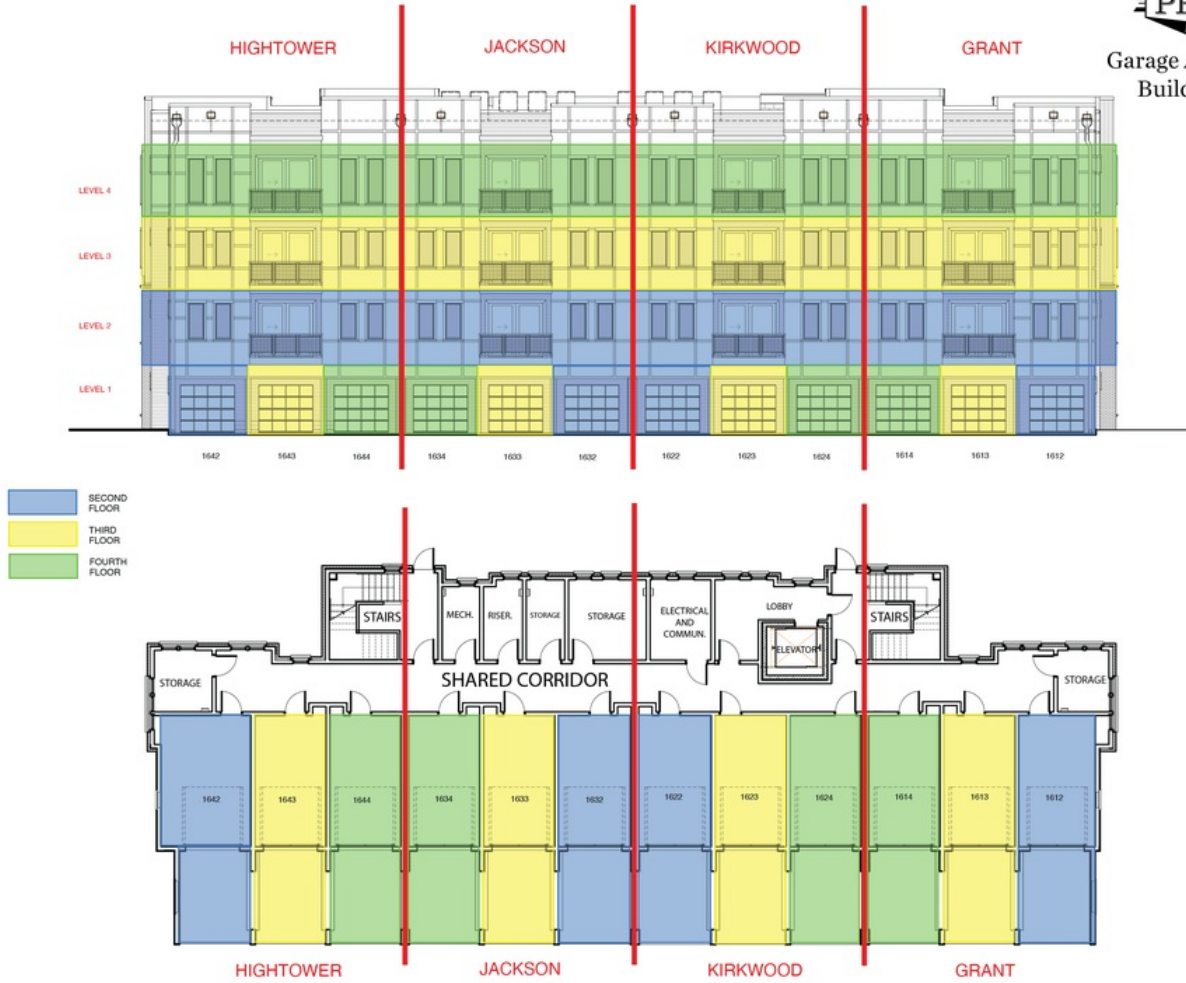 HIGHTOWER JACKSON KIRKWOOD GRANT
Garage
LEVEL 4
LEVEL 3
LEVEL 2
LEVEL 1
1642 1643 1644 1634 1633 1632 1622 1623 1624 1614 1613 1612
SECOND
FLOOR
THIRD
FLOOR
FOURTH
FLOOR
STAIRS
MECH.
RISER.
STORAGE
STORAGE
ELECTRICAL
AND
COMMUN.
LOBBY
ELEVATOR
STAIRS
STORAGE
SHARED CORRIDOR
STORAGE
1642 1643 1644 1634 1633 1632 1622 1623 1624 1614 1613 1612
HIGHTOWER JACKSON KIRKWOOD GRANT